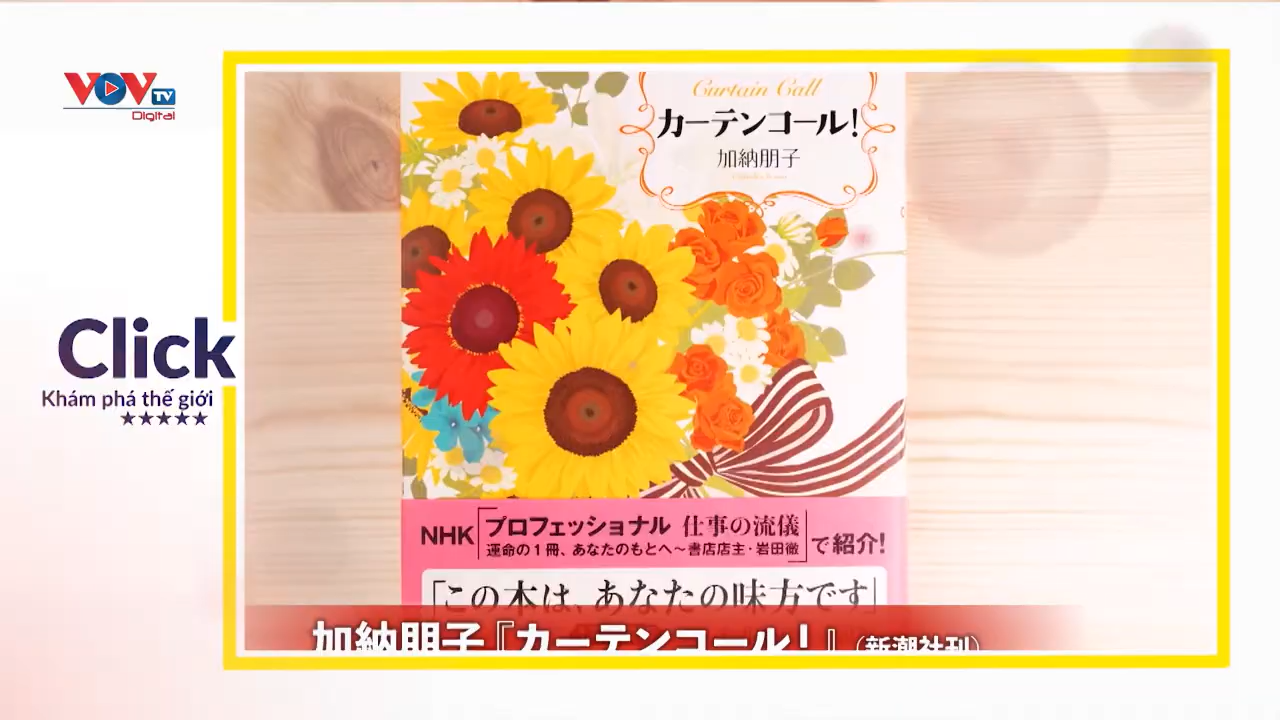 VOV TV
Digital
Click
Khám phá thế giới
Curtain Call
カーテンコール!
加納朋子
NHK「プロフェッショナル 仕事の流儀
運命の1冊、あなたのもとへ~書店店主・岩田徹」で紹介!
「この本は、あなたの味方です」
加納朋子『カーテンコール!』(新潮社刊)